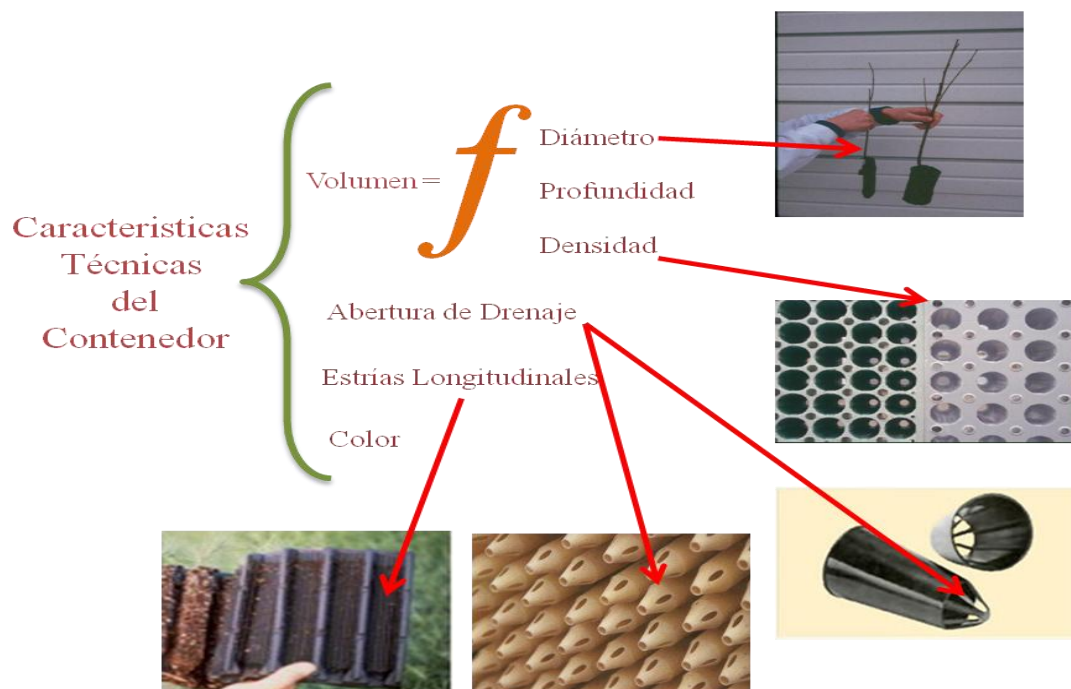 Caracteristicas
Técnicas
del
Contenedor
Volumen = f
Diámetro
Profundidad
Densidad
Abertura de Drenaje
Estrías Longitudinales
Color